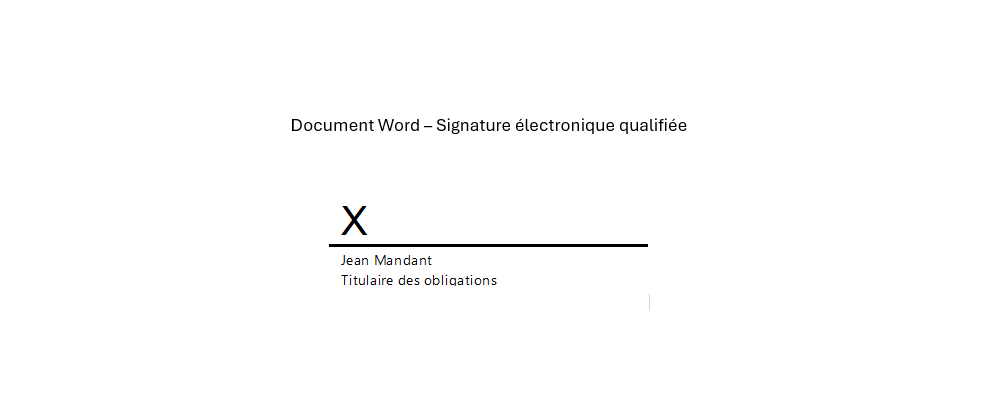 Document Word – Signature électronique qualifiée
X
Jean Mandant
Titulaire des obligations